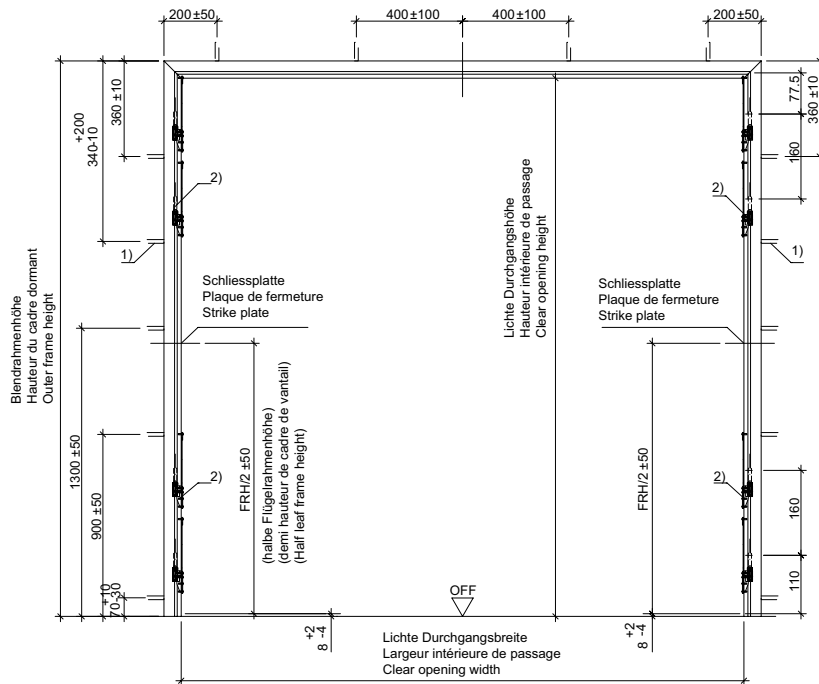 200±50
400±100
400±100
200±50
360 ±10
+200
340-10
2)
1)
Blendrahmenhöhe
Hauteur du cadre dormant
Outer frame height
Schliessplatte
Plaque de fermeture
Strike plate
Lichte Durchgangshöhe
Hauteur intérieure de passage
Clear opening height
Schliessplatte
Plaque de fermeture
Strike plate
77.5
360 ±10
160
2)
1)
1300 ±50
900 ±50
+10
70-30
2)
FRH/2 ±50
(halbe Flügelrahmenhöhe)
(demi hauteur de cadre de vantail)
(Half leaf frame height)
FRH/2 ±50
2)
160
110
OFF
+2
8 -4
+2
8 -4
Lichte Durchgangsbreite
Largeur intérieure de passage
Clear opening width